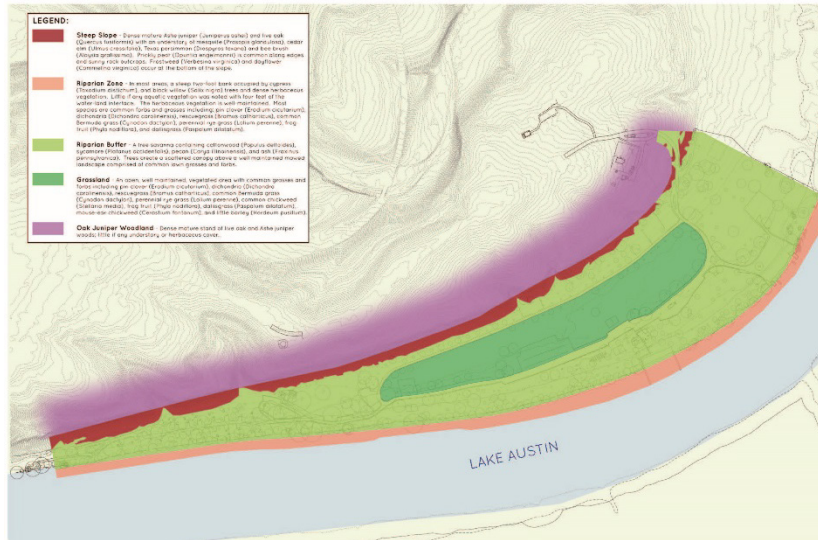 LEGEND:
Steep Slope - Dense mature Ashe juniper (Juniperus ashei) and live oak
(Quercus fusiformis) with an understory of mesquite (Prosopis glandulosa), cedar
elm (Ulmus crassifolia), Texas persimmon (Diospyros texana) and bee brush
(Aloysia gratissima). Prickly pear (Opuntia engelmannii) is common along edges
and sunny rock outcrops. Frostweed (Verbesina virginica) and dayflower
(Commelina virginica) occur at the bottom of the slope.
Riparian Zone - In most areas, a steep two-foot bank occupied by cypress
(Taxodium distichum), and black willow (Salix nigra) trees and dense herbaceous
vegetation. Little if any aquatic vegetation was noted with four feet of the
water-land interface. The herbaceous vegetation is well maintained. Most
species are common forbs and grasses including: pin clover (Erodium cicutarium),
dichondra (Dichondra carolinensis), rescuegrass (Bromus catharticus), common
Bermuda grass (Cynodon dactylon), perennial rye grass (Lolium perenne), frog
fruit (Phyla nodiflora), and dallisgrass (Paspalum dilatatum).
Riparian Buffer - A tree savanna containing cottonwood (Populus deltoides),
sycamore (Platanus occidentalis), pecan (Carya illinoinensis), and ash (Fraxinus
pennsylvanica). Trees create a scattered canopy above a well maintained mowed
landscape comprised of common lawn grasses and forbs.
Grassland - An open, well maintained, vegetated area with common grasses and
forbs including pin clover (Erodium cicutarium), dichondra (Dichondra
carolinensis), rescuegrass (Bromus catharticus), common Bermuda grass
(Cynodon dactylon), perennial rye grass (Lolium perenne), common chickweed
(Stellaria media), frog fruit (Phyla nodiflora), dallisgrass (Paspalum dilatatum),
mouse-ear chickweed (Cerastium fontanum), and little barley (Hordeum pusillum).
Oak Juniper Woodland - Dense mature stand of live oak and Ashe juniper
woods; little if any understory or herbaceous cover.
LAKE AUSTIN